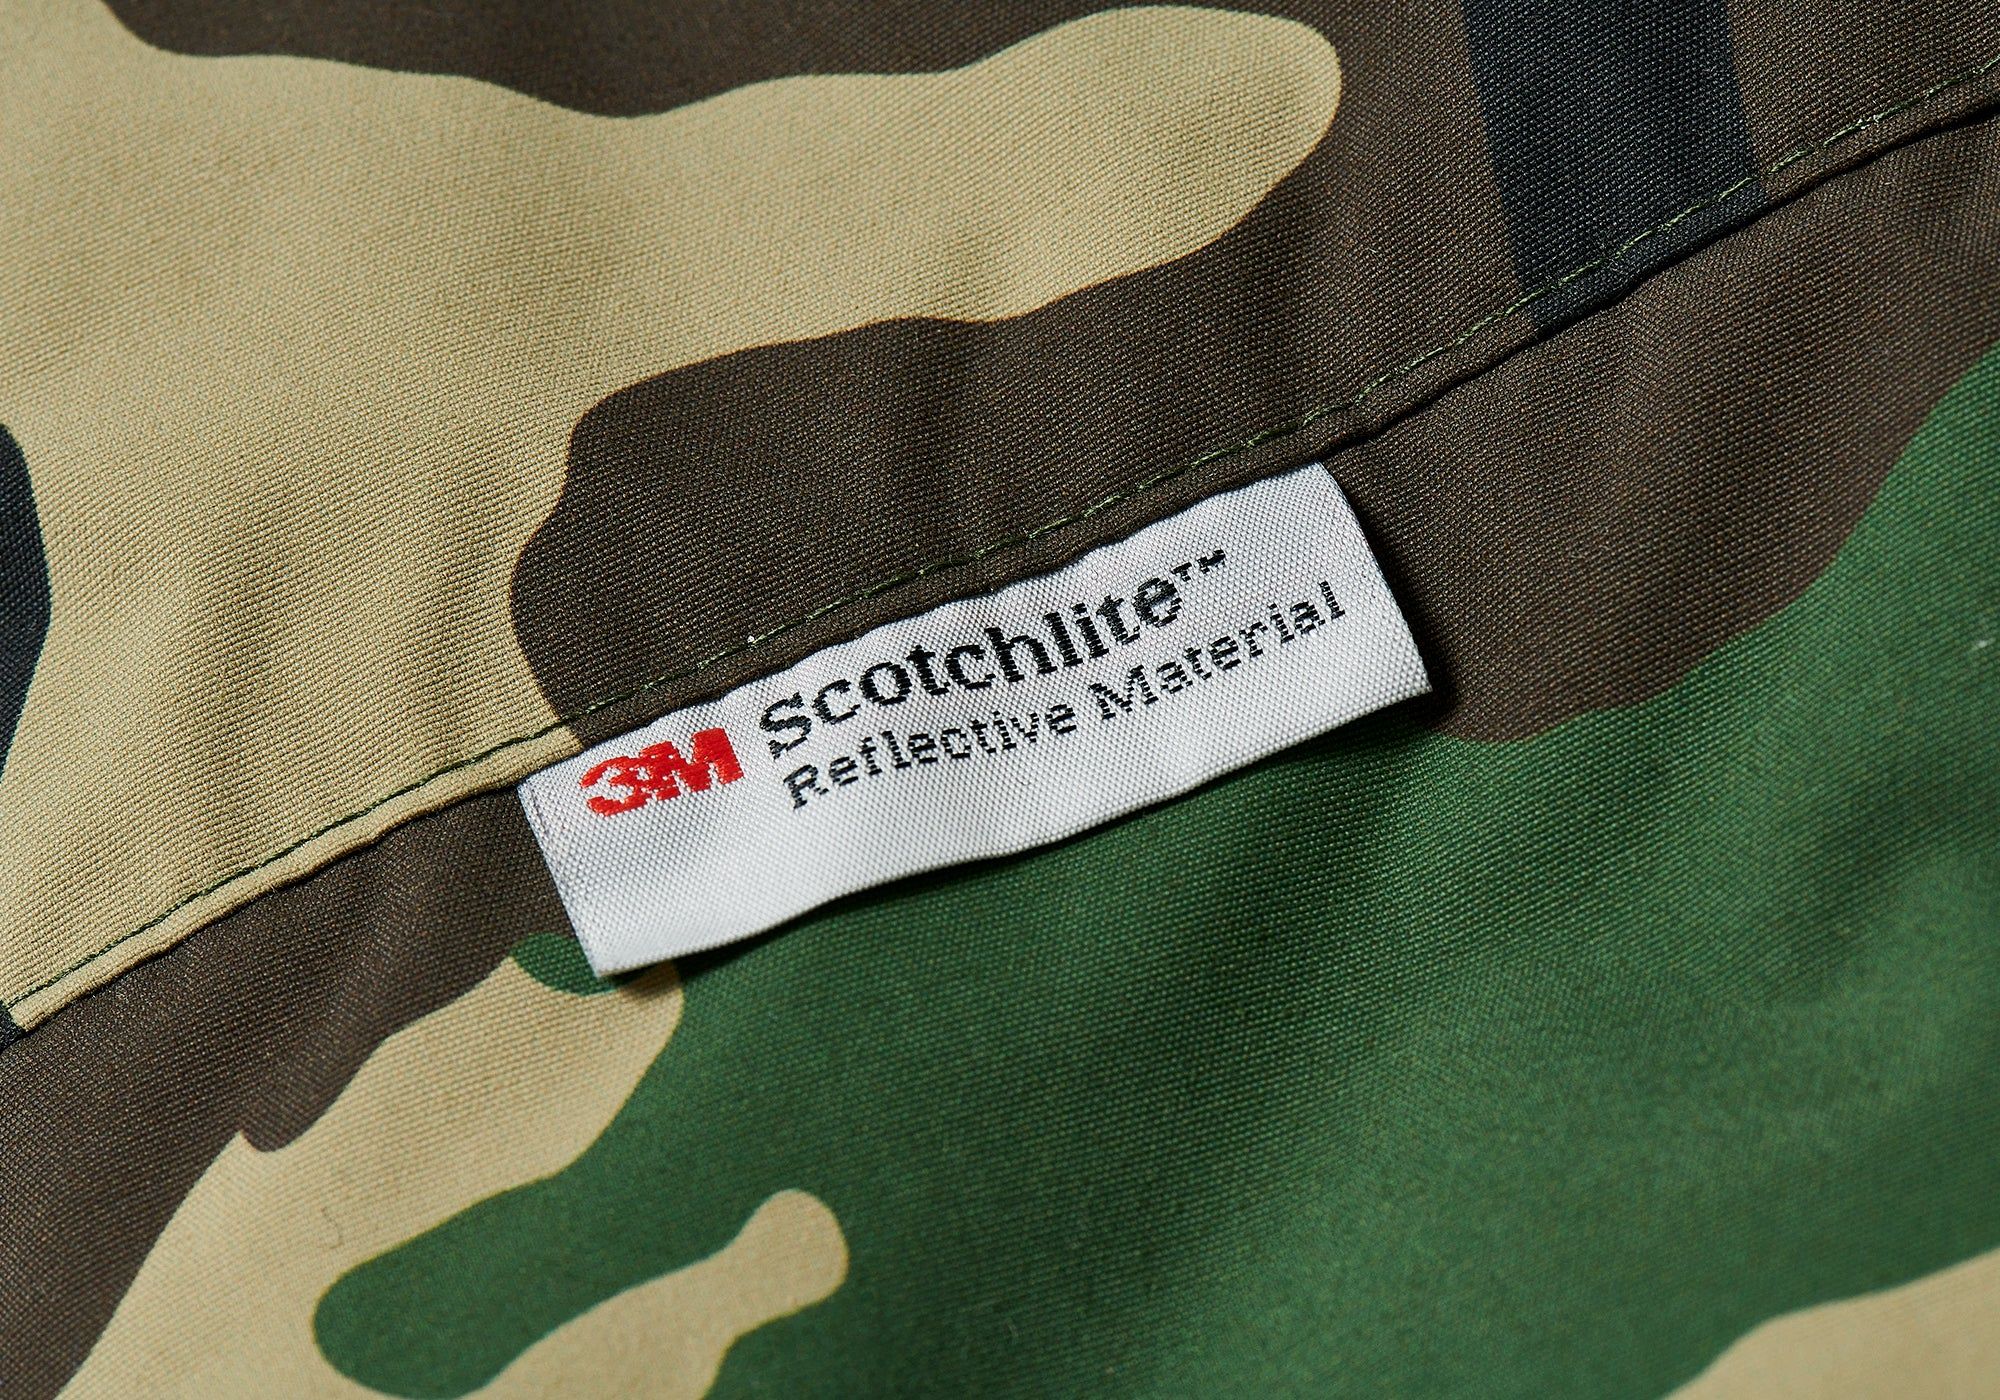 3M Scotchlite™
Reflective Material